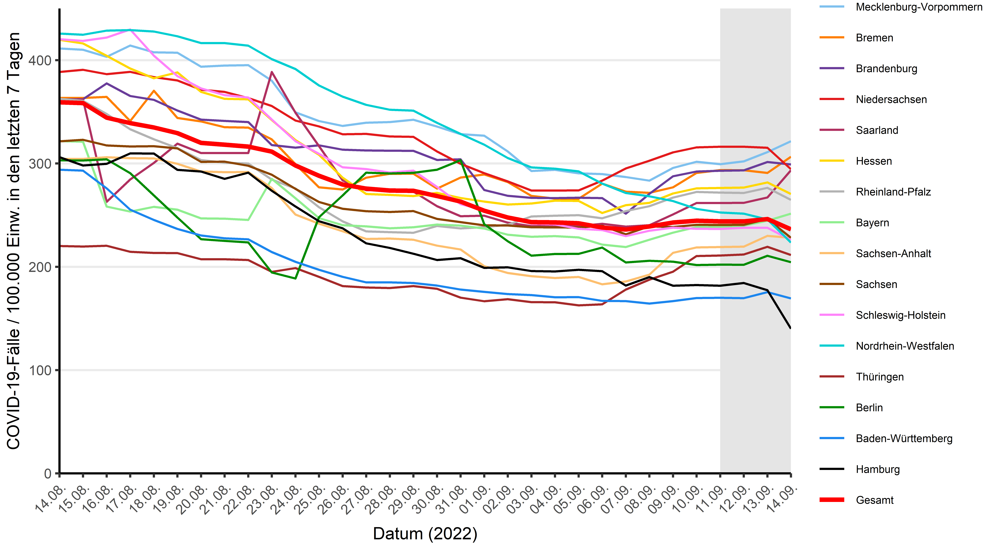 COVID-19-Fälle / 100.000 Einw. in den letzten 7 Tagen
400
300
200
100
0
14.08.
15.08.
16.08.
17.08.
18.08.
19.08.
20.08.
21.08.
22.08.
23.08.
24.08.
25.08.
26.08.
27.08.
28.08.
29.08.
30.08.
31.08.
01.09.
02.09.
03.09.
04.09.
05.09.
06.09.
07.09.
08.09.
09.09.
10.09.
11.09.
12.09.
13.09.
14.09.
Datum (2022)
Mecklenburg-Vorpommern
Bremen
Brandenburg
Niedersachsen
Saarland
Hessen
Rheinland-Pfalz
Bayern
Sachsen-Anhalt
Sachsen
Schleswig-Holstein
Nordrhein-Westfalen
Thüringen
Berlin
Baden-Württemberg
Hamburg
Gesamt